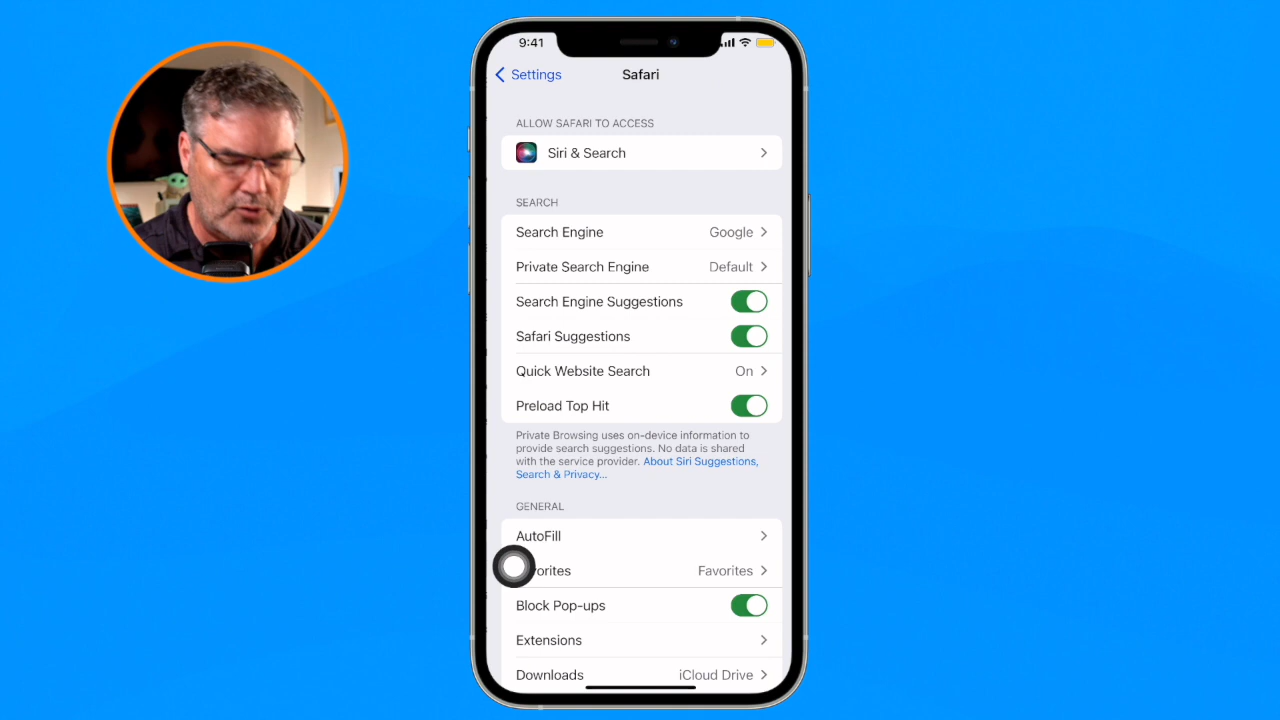 9:41
Settings
Safari
ALLOW SAFARI TO ACCESS
Siri & Search
SEARCH
Search Engine Google
Private Search Engine Default
Search Engine Suggestions
Safari Suggestions
Quick Website Search On
Preload Top Hit
Private Browsing uses on-device information to
provide search suggestions. No data is shared
with the service provider. About Siri Suggestions,
Search & Privacy...
GENERAL
AutoFill
Favorites
Block Pop-ups
Extensions
Downloads iCloud Drive